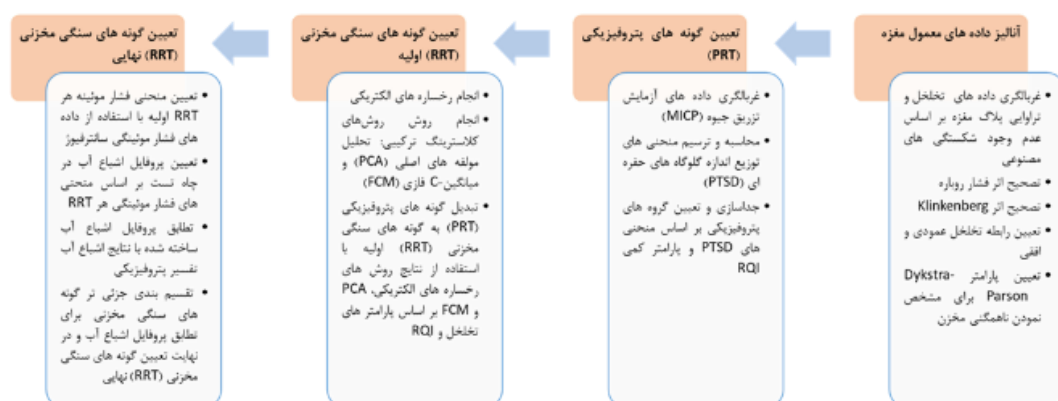 آنالیز داده های معمول مغزه
غربالگری داده های تخلخل و
تراوایی پلاگ مغزه بر اساس
عدم وجود شکستگی های
مصنوعی
تصحیح اثر فشار روباره
تصحیح اثر Klinkenberg
تعیین رابطه تخلخل عمودی و
افقی
تعیین پارامتر Dykstra-
Parson برای مشخص
نمودن ناهمگنی مخزن
تعیین گونه های پتروفیزیکی
(PRT)
غربالگری داده های آزمایش
تزریق جیوه (MICP)
محاسبه و ترسیم منحنی های
توزیع اندازه گلوگاه های حفره
ای (PTSD)
جداسازی و تعیین گروه های
پتروفیزیکی بر اساس منحنی
های PTSD و پارامتر کمی
RQI
تعیین گونه های سنگی مخزنی
(RRT) اولیه
انجام رخساره های الکتریکی
انجام روش روش‌های
کلاسترینگ ترکیبی: تحلیل
مولفه های اصلی (PCA) و
میانگین-C فازی (FCM)
تبدیل گونه های پتروفیزیکی
(PRT) به گونه های سنگی
مخزنی (RRT) اولیه با
استفاده از نتایج روش های
رخساره های الکتریکی، PCA
و FCM بر اساس پارامتر های
تخلخل و RQI
تعیین گونه های سنگی مخزنی
(RRT) نهایی
تعیین منحنی فشار موئینه هر
RRT اولیه با استفاده از داده
های فشار موئینگی سانترفیوژ
تعیین پروفایل اشباع آب در
چاه تست بر اساس منحنی
های فشار موئینگی هر RRT
تطابق پروفایل اشباع آب
ساخته شده با نتایج اشباع آب
تفسیر پتروفیزیکی
تقسیم بندی جزئی تر گونه
های سنگی مخزنی برای
تطابق پروفایل اشباع آب و در
نهایت تعیین گونه های سنگی
مخزنی (RRT) نهایی